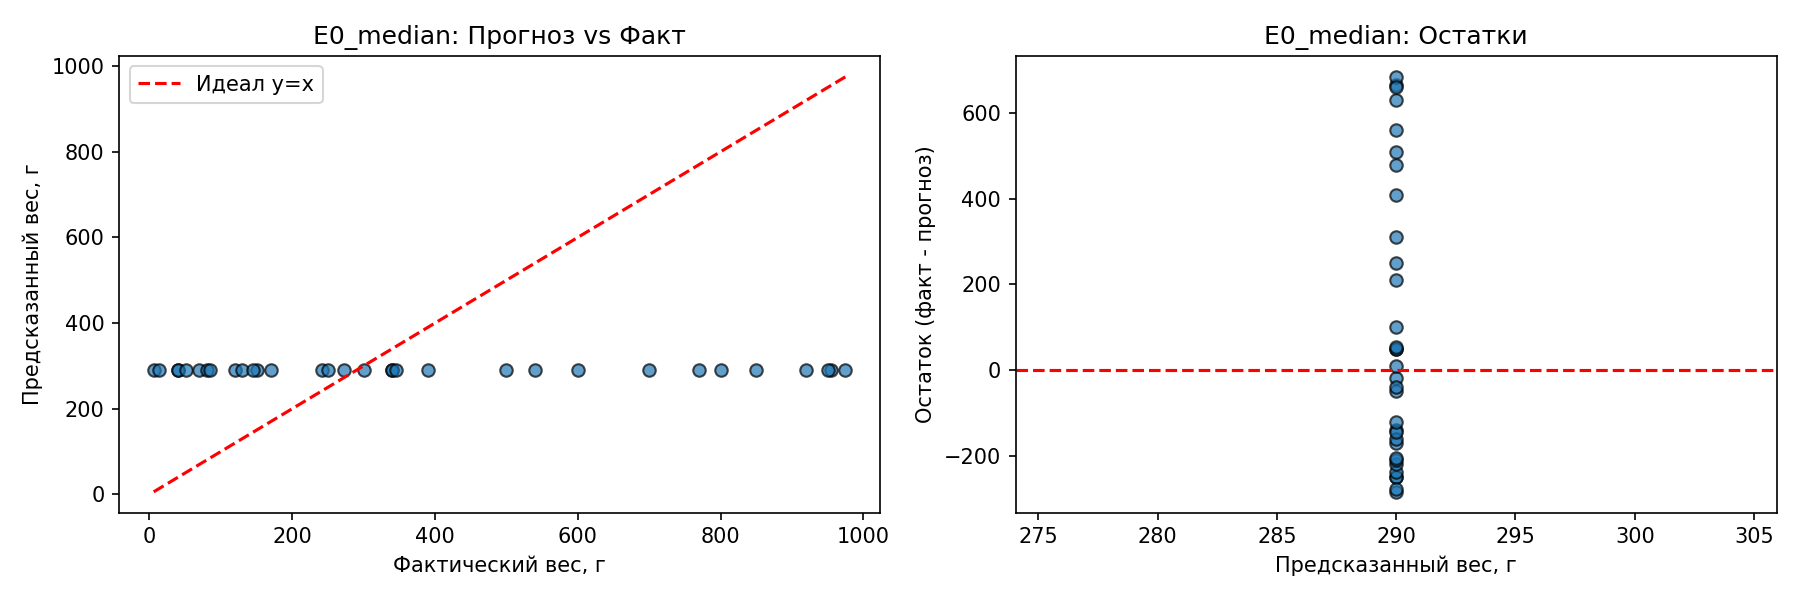 E0_median: Прогноз vs Факт
1000
800
600
400
200
0
Предсказанный вес, г
Идеал y=x
0 200 400 600 800 1000
Фактический вес, г
E0_median: Остатки
600
400
200
0
−200
Остаток (факт - прогноз)
275 280 285 290 295 300 305
Предсказанный вес, г